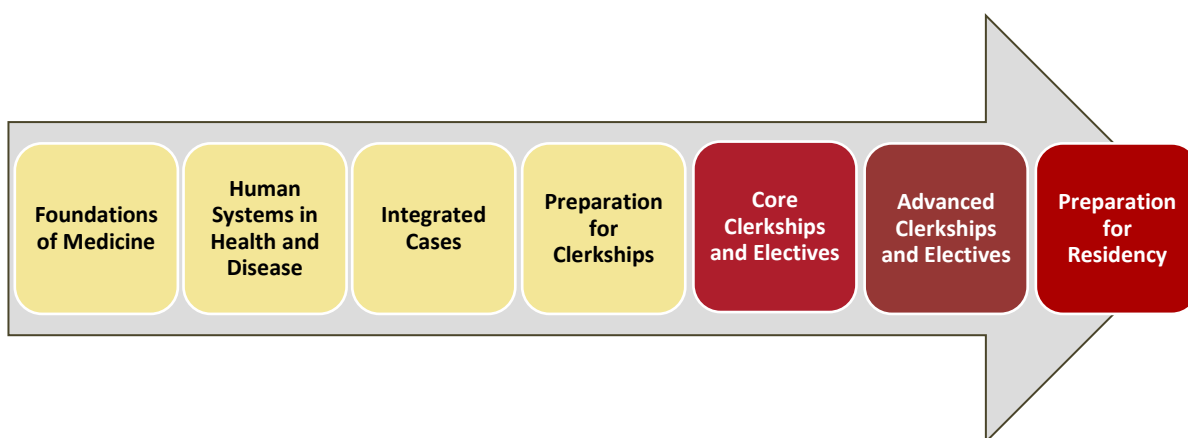 Foundations
of Medicine
Human
Systems in
Health and
Disease
Integrated
Cases
Preparation
for
Clerkships
Core
Clerkships
and Electives
Advanced
Clerkships
and Electives
Preparation
for
Residency